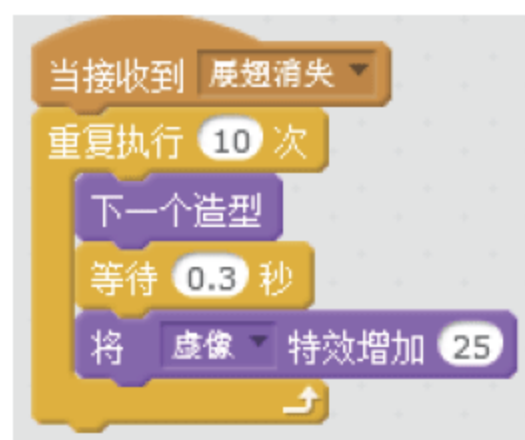 当接收到 展翅消失
重复执行 10 次
下一个造型
等待 0.3 秒
将 虚像 特效增加 25